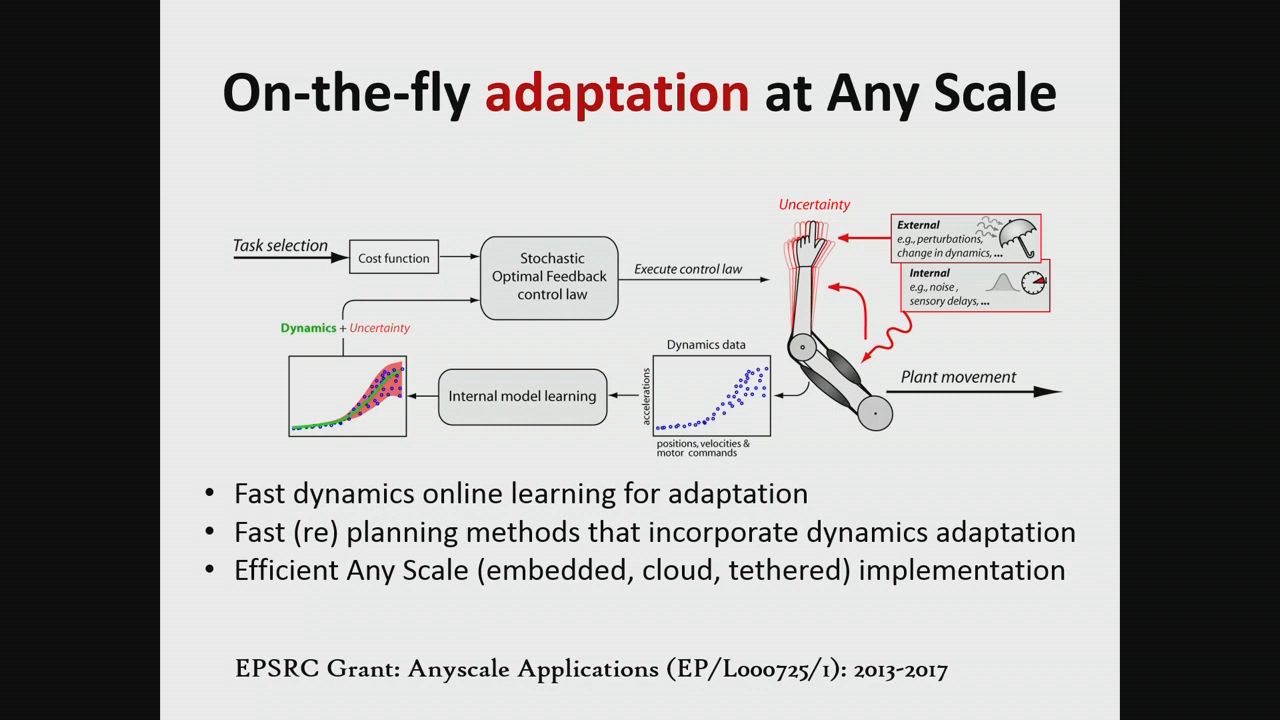 On-the-fly adaptation at Any Scale
Uncertainty
Task selection
Cost function
Stochastic
Optimal Feedback
control law
Execute control law
External
e.g., perturbations,
change in dynamics, ...
Internal
e.g., noise ,
sensory delays, ...
Dynamics + Uncertainty
Internal model learning
Dynamics data
accelerations
positions, velocities &
motor commands
Plant movement
• Fast dynamics online learning for adaptation
• Fast (re) planning methods that incorporate dynamics adaptation
• Efficient Any Scale (embedded, cloud, tethered) implementation
EPSRC Grant: Anyscale Applications (EP/L000725/1): 2013-2017